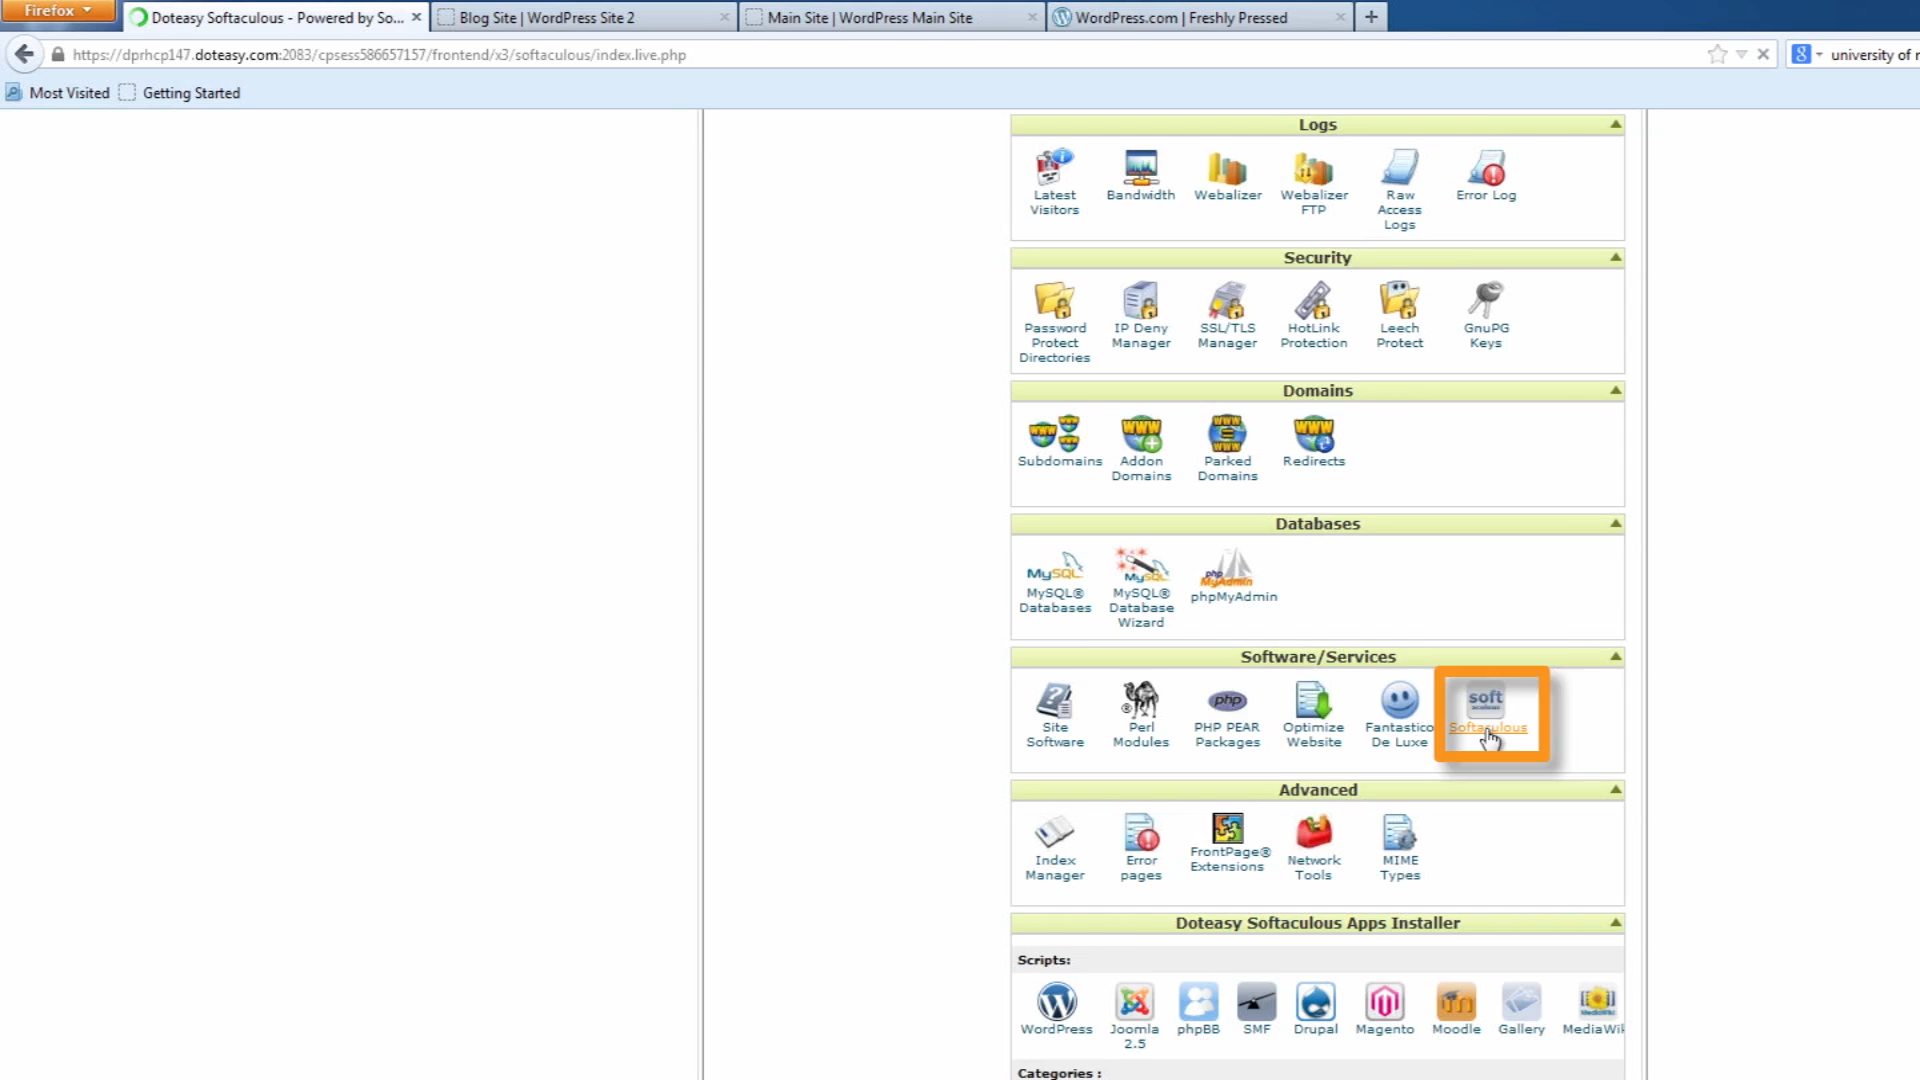 Firefox
Doteasy Softaculous - Powered by So...
Blog Site | WordPress Site 2
Main Site | WordPress Main Site
WordPress.com | Freshly Pressed
https://dprhcp147.doteasy.com:2083/cpsess586657157/frontend/x3/softaculous/index.live.php
university of r
Most Visited
Getting Started
Logs
Latest Visitors
Bandwidth
Webalizer
Webalizer FTP
Raw Access Logs
Error Log
Security
Password Protect Directories
IP Deny Manager
SSL/TLS Manager
HotLink Protection
Leech Protect
GnuPG Keys
Domains
Subdomains
Addon Domains
Parked Domains
Redirects
Databases
MySQL® Databases
MySQL® Database Wizard
phpMyAdmin
Software/Services
Site Software
Perl Modules
PHP PEAR Packages
Optimize Website
Fantastico De Luxe
soft
Softaculous
Advanced
Index Manager
Error pages
FrontPage® Extensions
Network Tools
MIME Types
Doteasy Softaculous Apps Installer
Scripts:
WordPress
Joomla 2.5
phpBB
SMF
Drupal
Magento
Moodle
Gallery
MediaWik
Categories :